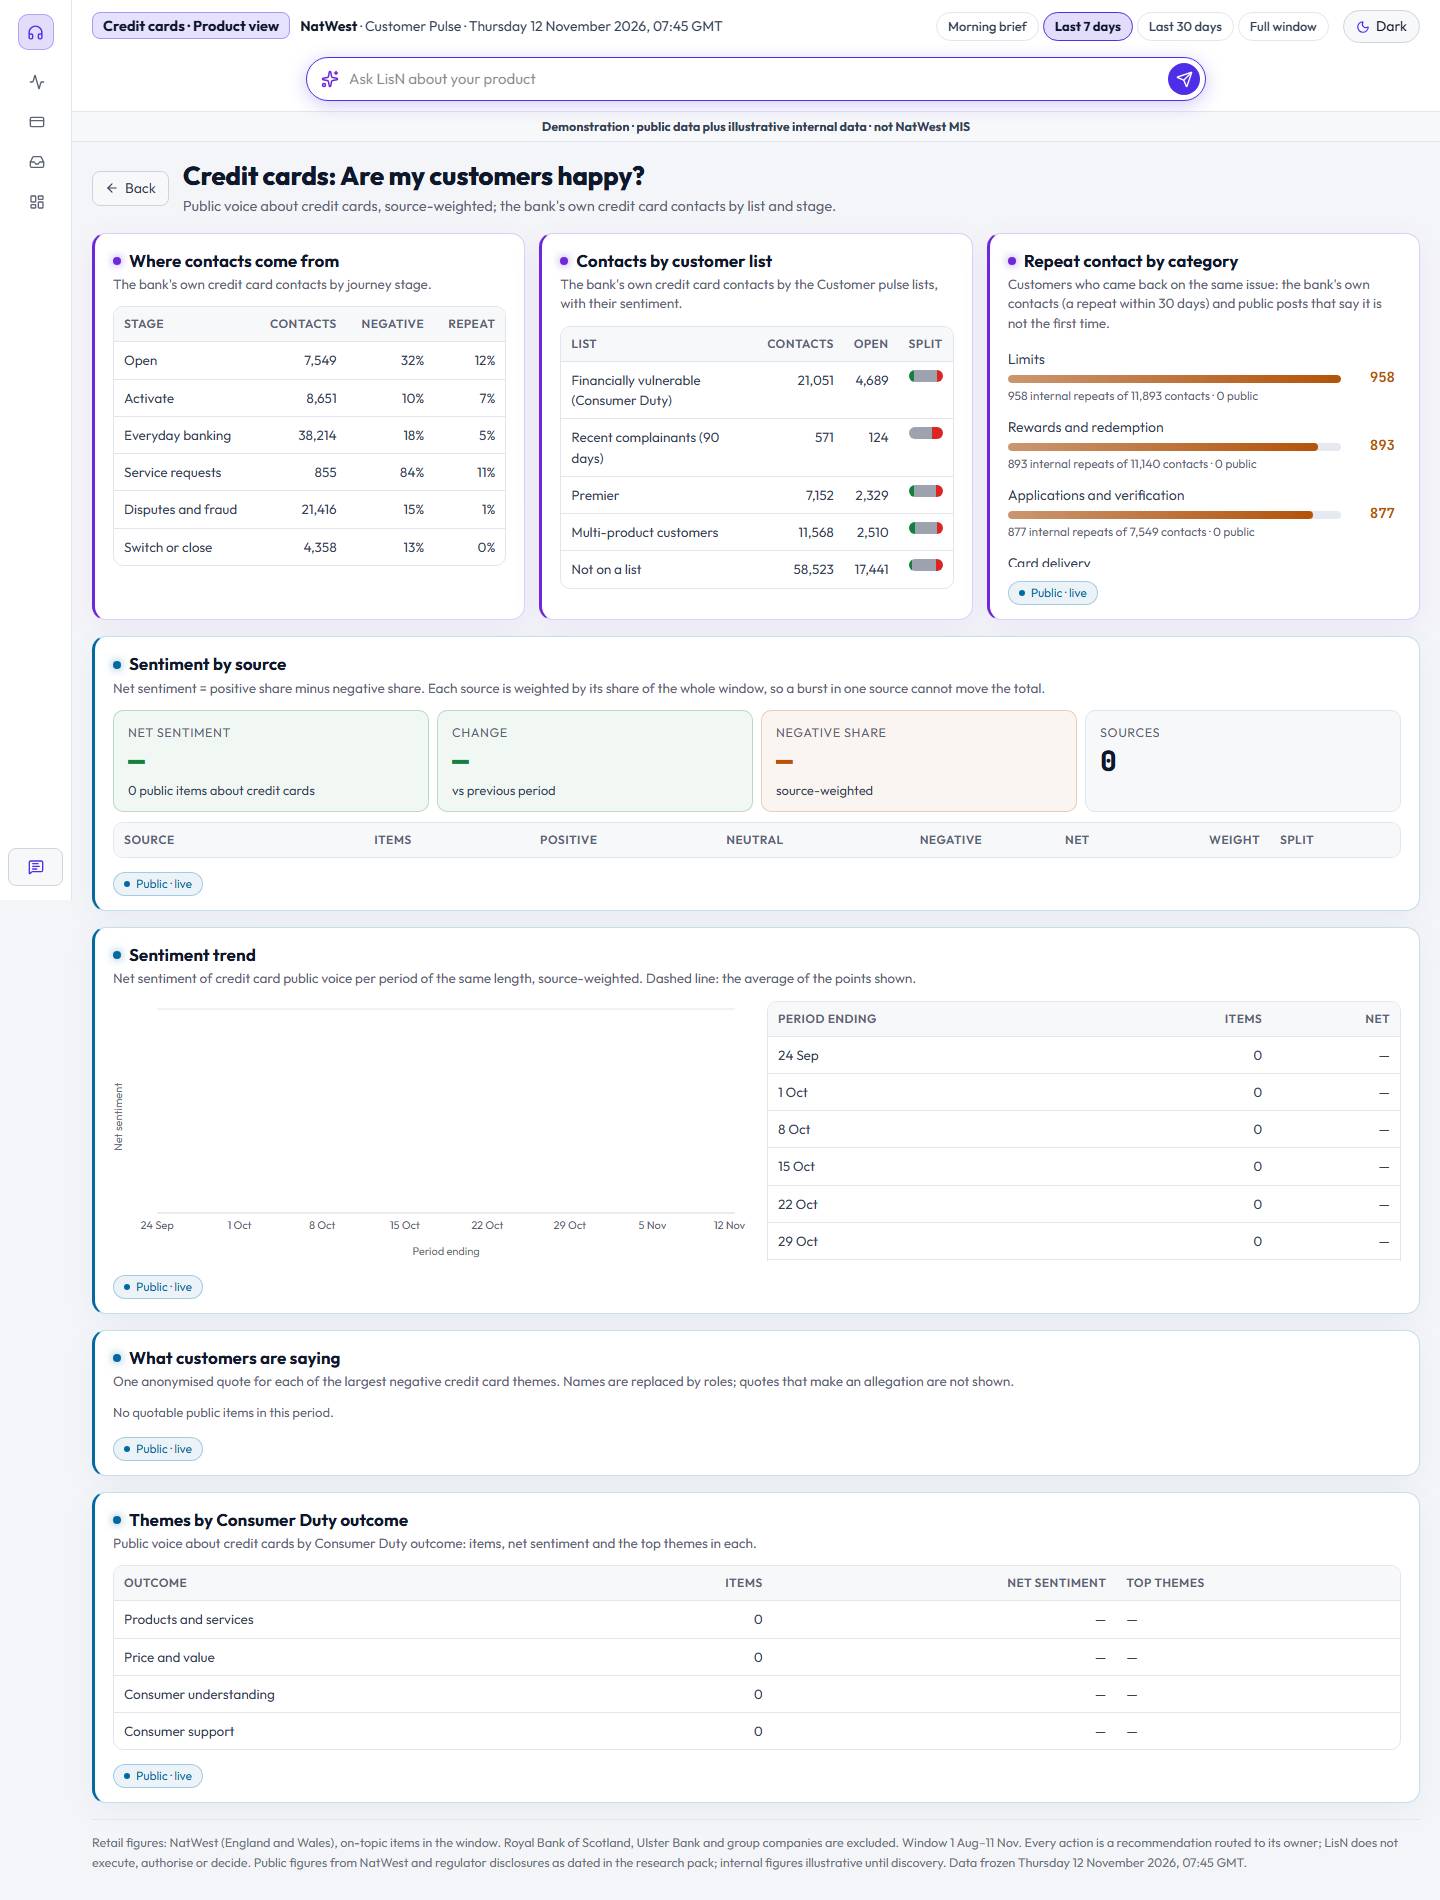 Credit cards · Product view
NatWest · Customer Pulse · Thursday 12 November 2026, 07:45 GMT
Morning brief
Last 7 days
Last 30 days
Full window
Dark
Ask LisN about your product
Demonstration · public data plus illustrative internal data · not NatWest MIS
Back
Credit cards: Are my customers happy?
Public voice about credit cards, source-weighted; the bank's own credit card contacts by list and stage.
Where contacts come from
The bank's own credit card contacts by journey stage.
STAGE CONTACTS NEGATIVE REPEAT
Open 7,549 32% 12%
Activate 8,651 10% 7%
Everyday banking 38,214 18% 5%
Service requests 855 84% 11%
Disputes and fraud 21,416 15% 1%
Switch or close 4,358 13% 0%
Contacts by customer list
The bank's own credit card contacts by the Customer pulse lists,
with their sentiment.
LIST CONTACTS OPEN SPLIT
Financially vulnerable 21,051 4,689
(Consumer Duty)
Recent complainants (90 571 124
days)
Premier 7,152 2,329
Multi-product customers 11,568 2,510
Not on a list 58,523 17,441
Repeat contact by category
Customers who came back on the same issue: the bank's own
contacts (a repeat within 30 days) and public posts that say it is
not the first time.
Limits
958
958 internal repeats of 11,893 contacts · 0 public
Rewards and redemption
893
893 internal repeats of 11,140 contacts · 0 public
Applications and verification
877
877 internal repeats of 7,549 contacts · 0 public
Card delivery
Public · live
Sentiment by source
Net sentiment = positive share minus negative share. Each source is weighted by its share of the whole window, so a burst in one source cannot move the total.
NET SENTIMENT
—
0 public items about credit cards
CHANGE
—
vs previous period
NEGATIVE SHARE
—
source-weighted
SOURCES
0
SOURCE ITEMS POSITIVE NEUTRAL NEGATIVE NET WEIGHT SPLIT
Public · live
Sentiment trend
Net sentiment of credit card public voice per period of the same length, source-weighted. Dashed line: the average of the points shown.
Net sentiment
24 Sep 1 Oct 8 Oct 15 Oct 22 Oct 29 Oct 5 Nov 12 Nov
Period ending
PERIOD ENDING ITEMS NET
24 Sep 0 —
1 Oct 0 —
8 Oct 0 —
15 Oct 0 —
22 Oct 0 —
29 Oct 0 —
Public · live
What customers are saying
One anonymised quote for each of the largest negative credit card themes. Names are replaced by roles; quotes that make an allegation are not shown.
No quotable public items in this period.
Public · live
Themes by Consumer Duty outcome
Public voice about credit cards by Consumer Duty outcome: items, net sentiment and the top themes in each.
OUTCOME ITEMS NET SENTIMENT TOP THEMES
Products and services 0 — —
Price and value 0 — —
Consumer understanding 0 — —
Consumer support 0 — —
Public · live
Retail figures: NatWest (England and Wales), on-topic items in the window. Royal Bank of Scotland, Ulster Bank and group companies are excluded. Window 1 Aug–11 Nov. Every action is a recommendation routed to its owner; LisN does not
execute, authorise or decide. Public figures from NatWest and regulator disclosures as dated in the research pack; internal figures illustrative until discovery. Data frozen Thursday 12 November 2026, 07:45 GMT.